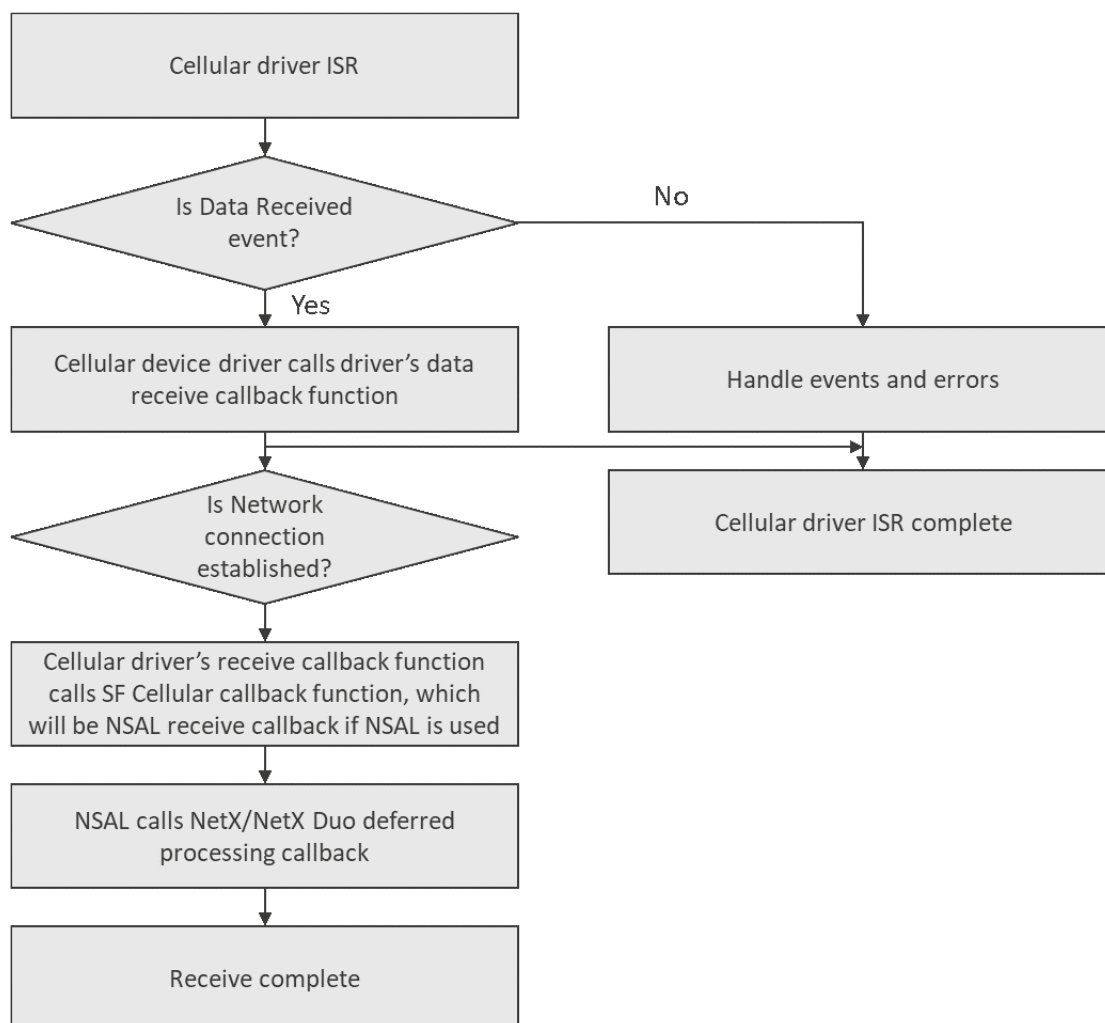 Cellular driver ISR
Is Data Received
event?
No
Yes
Cellular device driver calls driver’s data
receive callback function
Handle events and errors
Is Network
connection
established?
Cellular driver ISR complete
Cellular driver’s receive callback function
calls SF Cellular callback function, which
will be NSAL receive callback if NSAL is used
NSAL calls NetX/NetX Duo deferred
processing callback
Receive complete